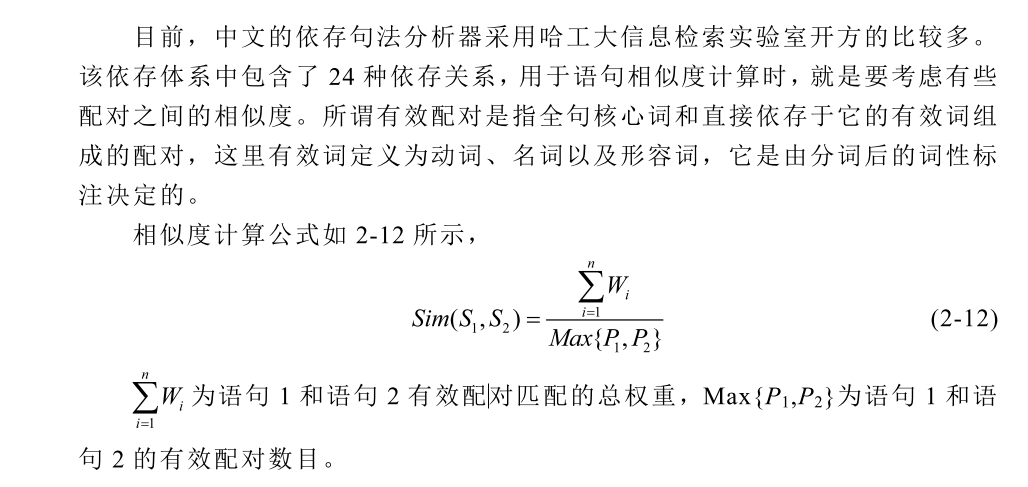 目前，中文的依存句法分析器采用哈工大信息检索实验室开方的比较多。
该依存体系中包含了 24 种依存关系，用于语句相似度计算时，就是要考虑有些
配对之间的相似度。所谓有效配对是指全句核心词和直接依存于它的有效词组
成的配对，这里有效词定义为动词、名词以及形容词，它是由分词后的词性标
注决定的。
相似度计算公式如 2-12 所示，
$Sim(S_1,S_2)=\frac{\sum_{i=1}^{n}W_i}{Max\{P_1,P_2\}}$ (2-12)
$\sum_{i=1}^{n}W_i$ 为语句 1 和语句 2 有效配对匹配的总权重，Max{P₁,P₂}为语句 1 和语
句 2 的有效配对数目。